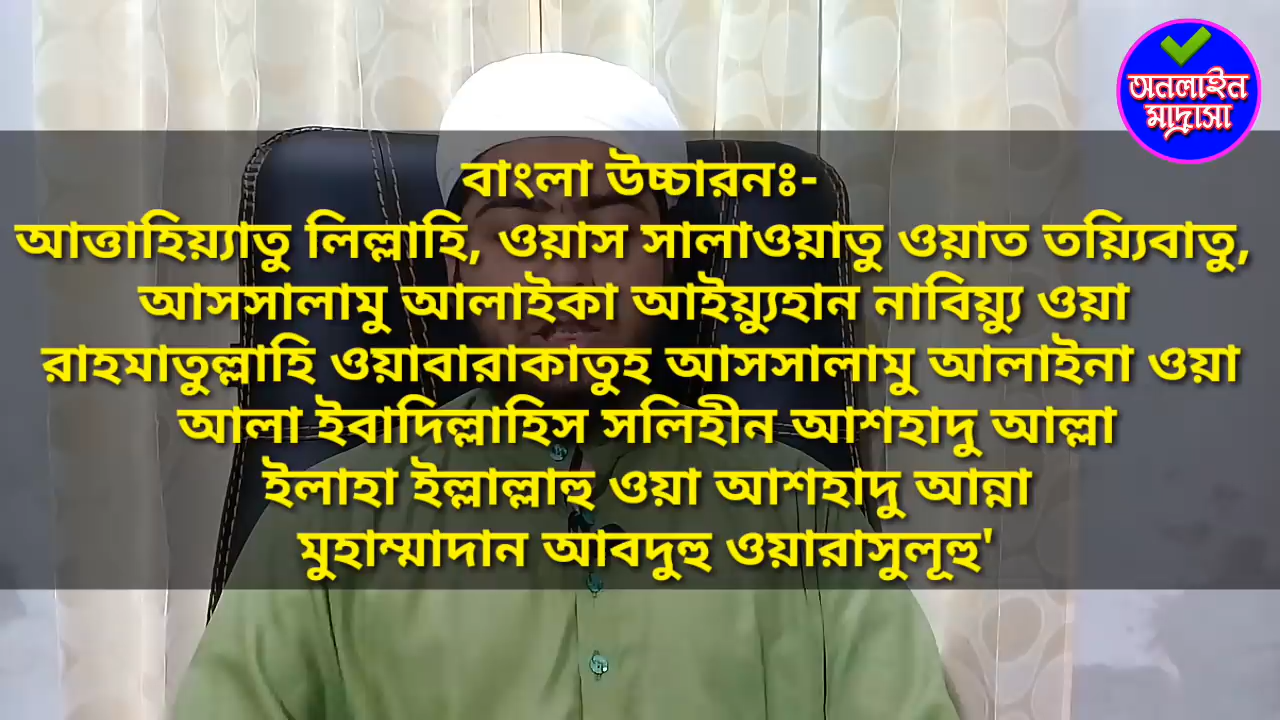 অনলাইন
মাদ্রাসা
বাংলা উচ্চারনঃ-
আত্তাহিয়্যাতু লিল্লাহি, ওয়াস সালাওয়াতু ওয়াত তয়্যিবাতু,
আসসালামু আলাইকা আইয়্যুহান নাবিয়্যু ওয়া
রাহমাতুল্লাহি ওয়াবারাকাতুহ আসসালামু আলাইনা ওয়া
আলা ইবাদিল্লাহিস সলিহীন আশহাদু আল্লা
ইলাহা ইল্লাল্লাহু ওয়া আশহাদু আন্না
মুহাম্মাদান আবদুহু ওয়ারাসুলূহু'